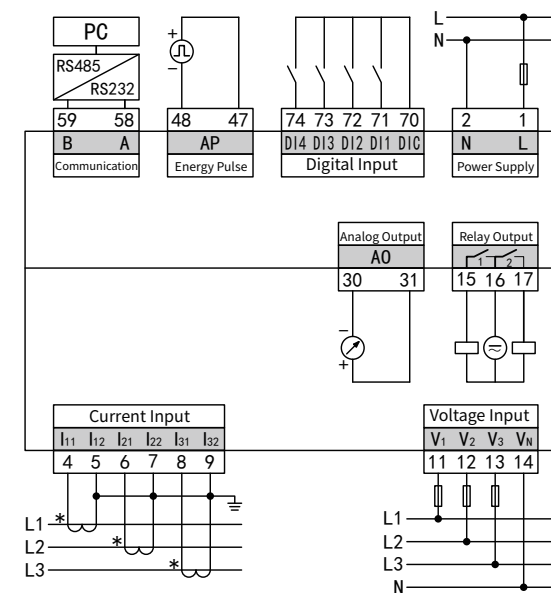 PC
RS485
RS232
59 58
B A
Communication
+
−
48 47
AP
Energy Pulse
74 73 72 71 70
DI4 DI3 DI2 DI1 DIC
Digital Input
L
N
2 1
N L
Power Supply
Analog Output
AO
30 31
−
+
Relay Output
1 2
15 16 17
Current Input
I11 I12 I21 I22 I31 I32
4 5 6 7 8 9
L1 *
L2 *
L3 *
Voltage Input
V1 V2 V3 VN
11 12 13 14
L1
L2
L3
N